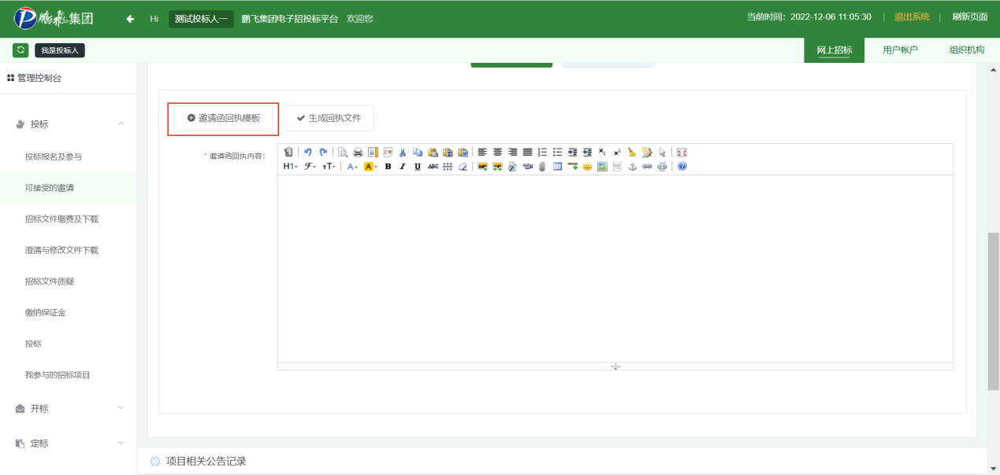 鹏飞集团
Hi 测试投标人一 鹏飞集团电子招投标平台 欢迎您
当前时间：2022-12-06 11:05:30 | 退出系统 | 刷新页面
我是投标人
网上招标 用户帐户 组织机构
管理控制台
投标
投标报名及参与
可接受的邀请
招标文件缴费及下载
澄清与修改文件下载
招标文件质疑
缴纳保证金
投标
我参与的招标项目
开标
定标
邀请函回执模板 生成回执文件
* 邀请函回执内容：
H1 F тT A A B I U ABC
项目相关公告记录